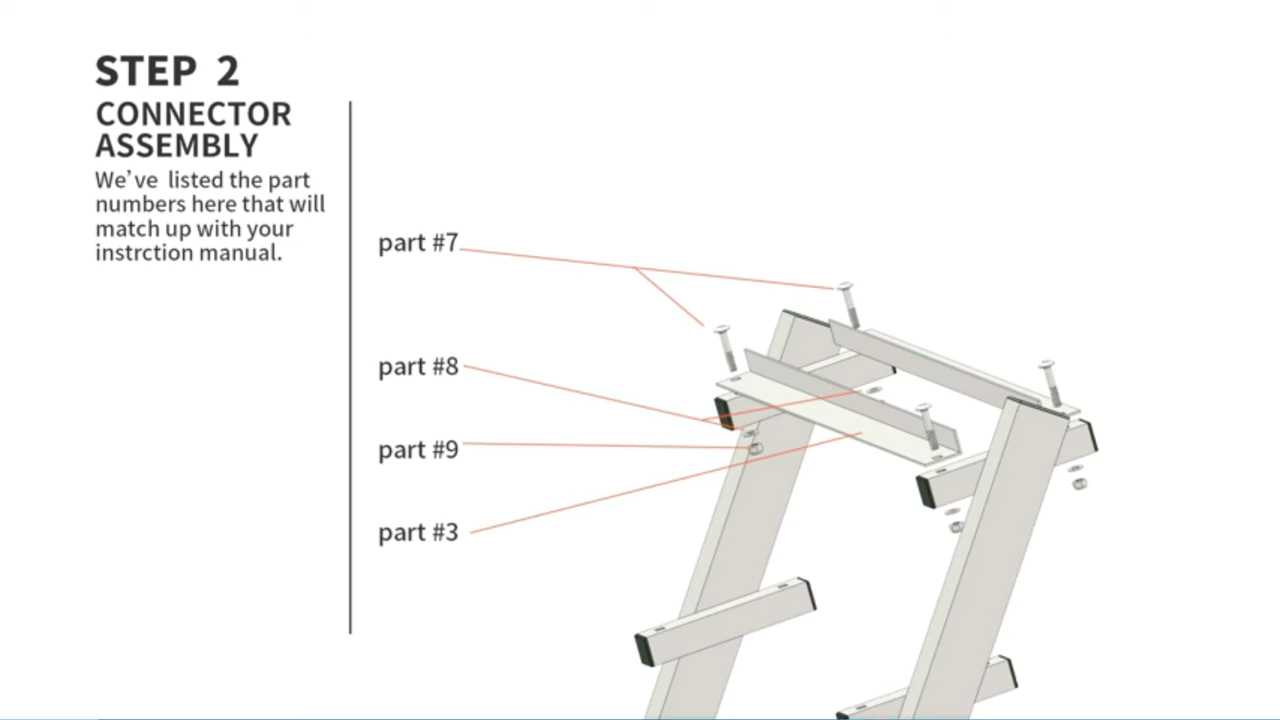 STEP 2
CONNECTOR
ASSEMBLY
We've listed the part
numbers here that will
match up with your
instrction manual.
part #7
part #8
part #9
part #3